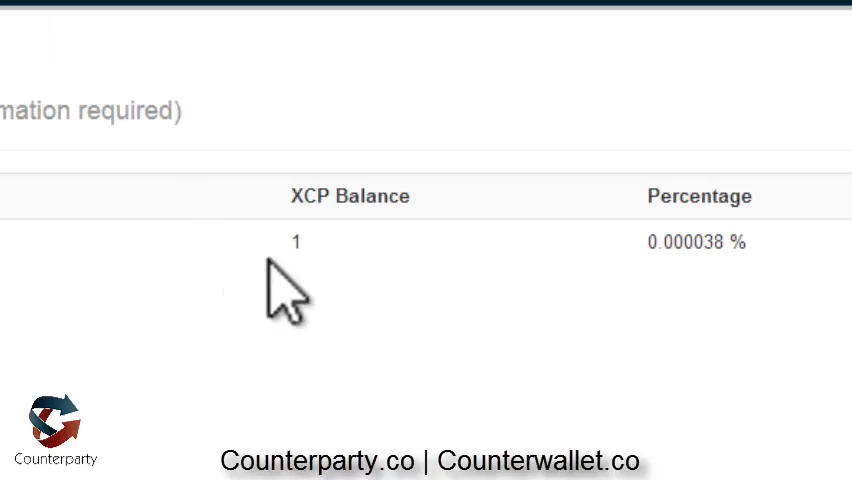 mation required)
XCP Balance Percentage
1 0.000038 %
Counterparty
Counterparty.co | Counterwallet.co